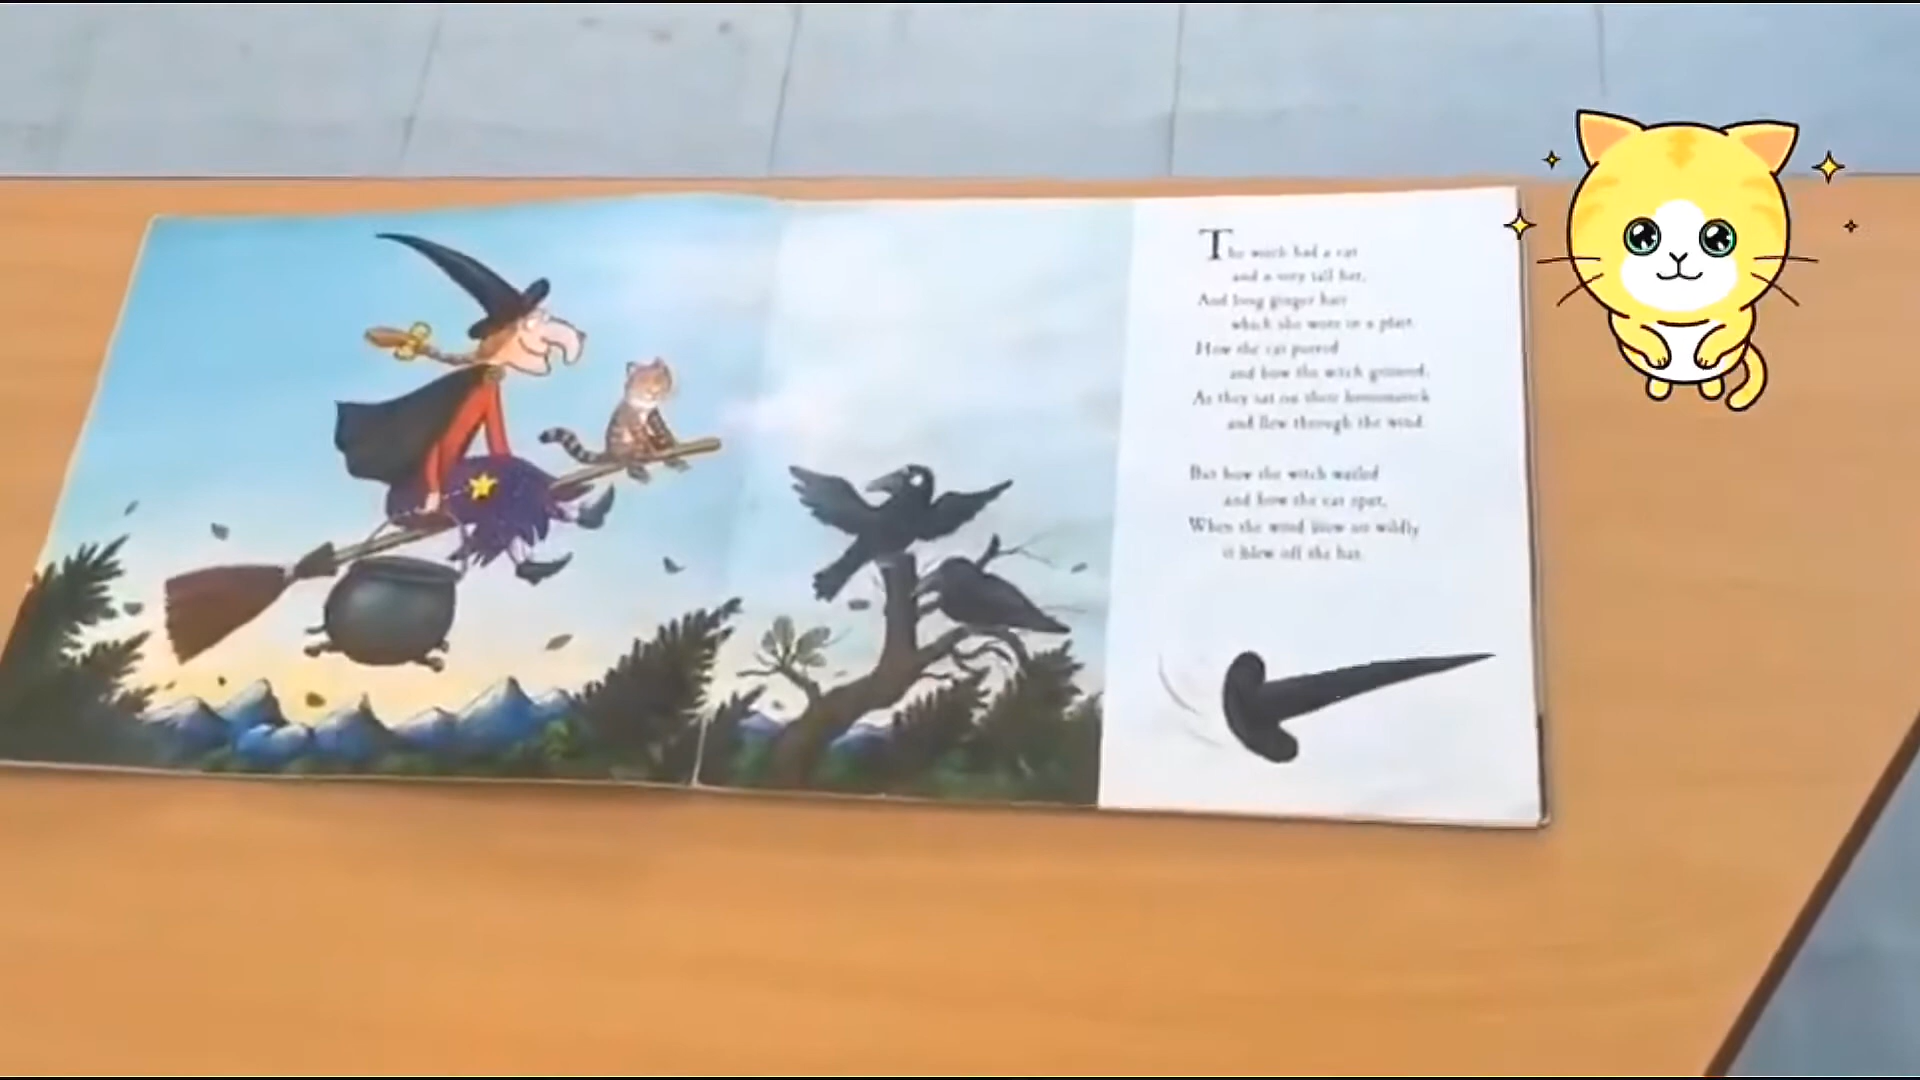 The witch had a cat
and a very tall hat,
And long ginger hair
which she wore in a plait.
How the cat purred
and how the witch grinned,
As they sat on their broomstick
and flew through the wind.
But how the witch wailed
and how the cat spat,
When the wind blew so wildly
it blew off the hat.